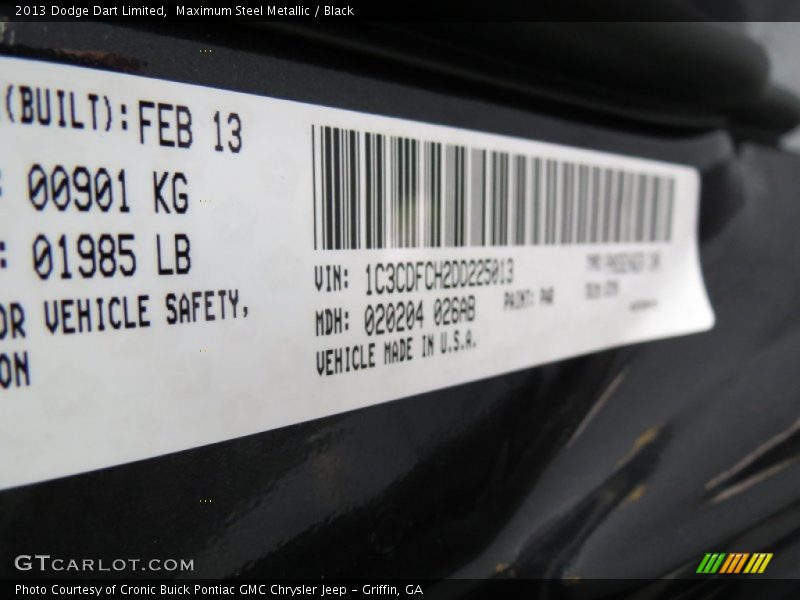 2013 Dodge Dart Limited,  Maximum Steel Metallic / Black
(BUILT): FEB 13
: 00901 KG
: 01985 LB
OR VEHICLE SAFETY,
ON
VIN: 1C3CDFCH2DD225013
MDH: 020204 026AB
PAINT: PAR
VEHICLE MADE IN U.S.A.
GTCARLOT.COM
Photo Courtesy of Cronic Buick Pontiac GMC Chrysler Jeep - Griffin, GA